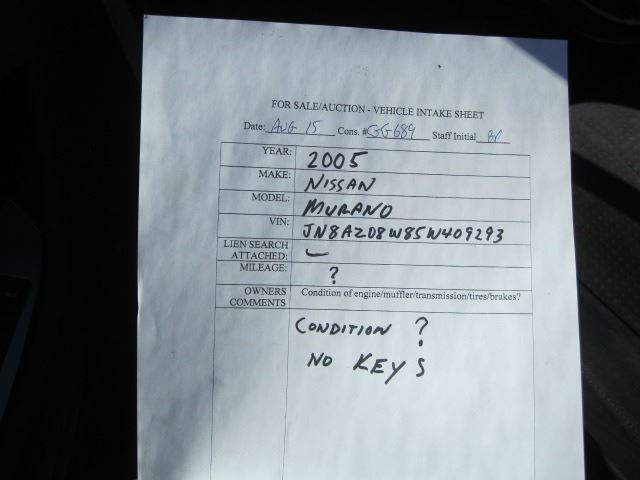 FOR SALE/AUCTION - VEHICLE INTAKE SHEET
Date: AUG 15 Cons. # GG689 Staff Initial BP
YEAR: 2005
MAKE: NISSAN
MODEL: MURANO
VIN: JN8AZ08W85W409293
LIEN SEARCH
ATTACHED:
MILEAGE: ?
OWNERS Condition of engine/muffler/transmission/tires/brakes?
COMMENTS
CONDITION ?
NO KEYS